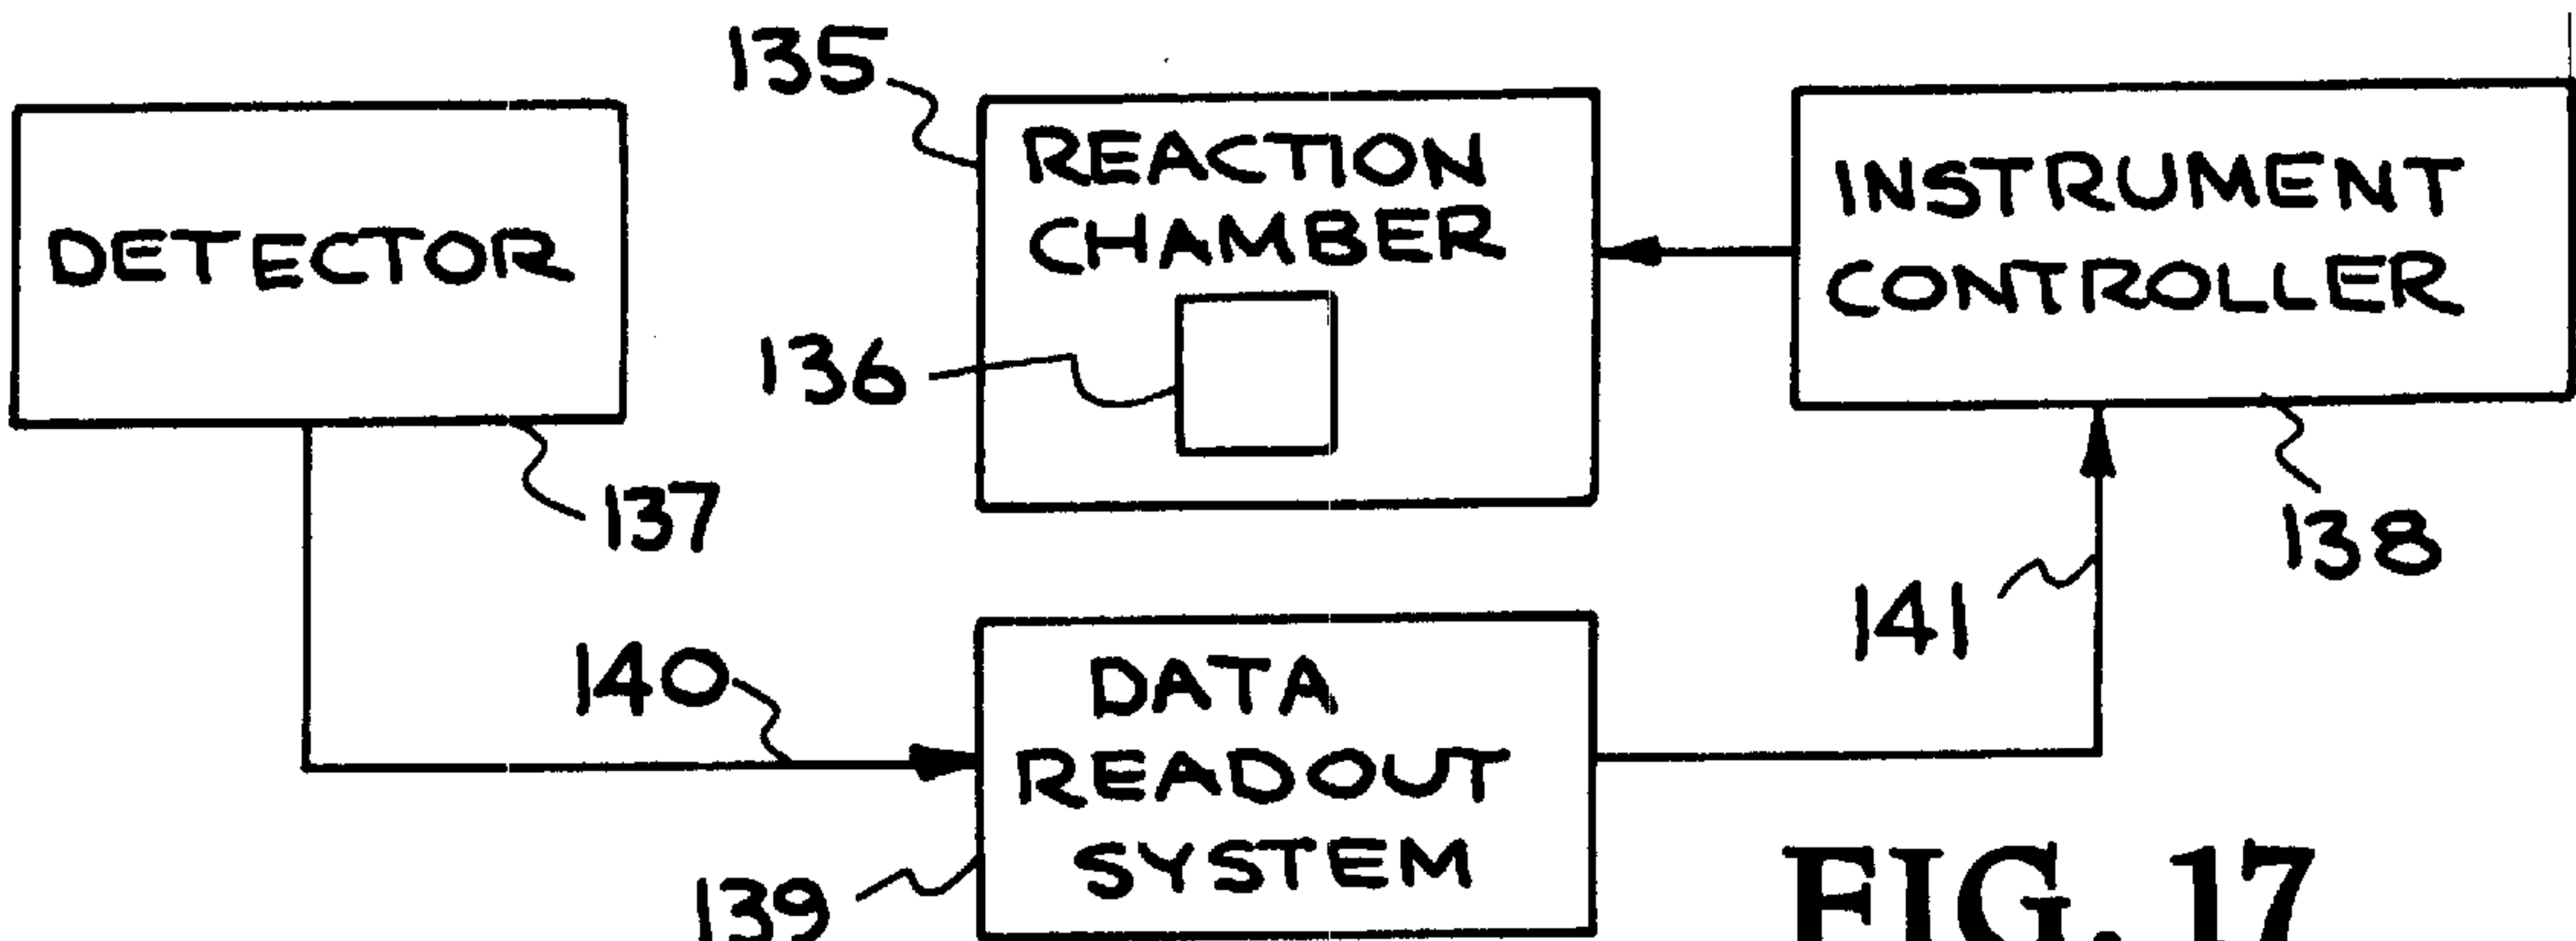 135
DETECTOR
REACTION
CHAMBER
136
INSTRUMENT
CONTROLLER
137
138
140
141
DATA
READOUT
SYSTEM
139
FIG. 17